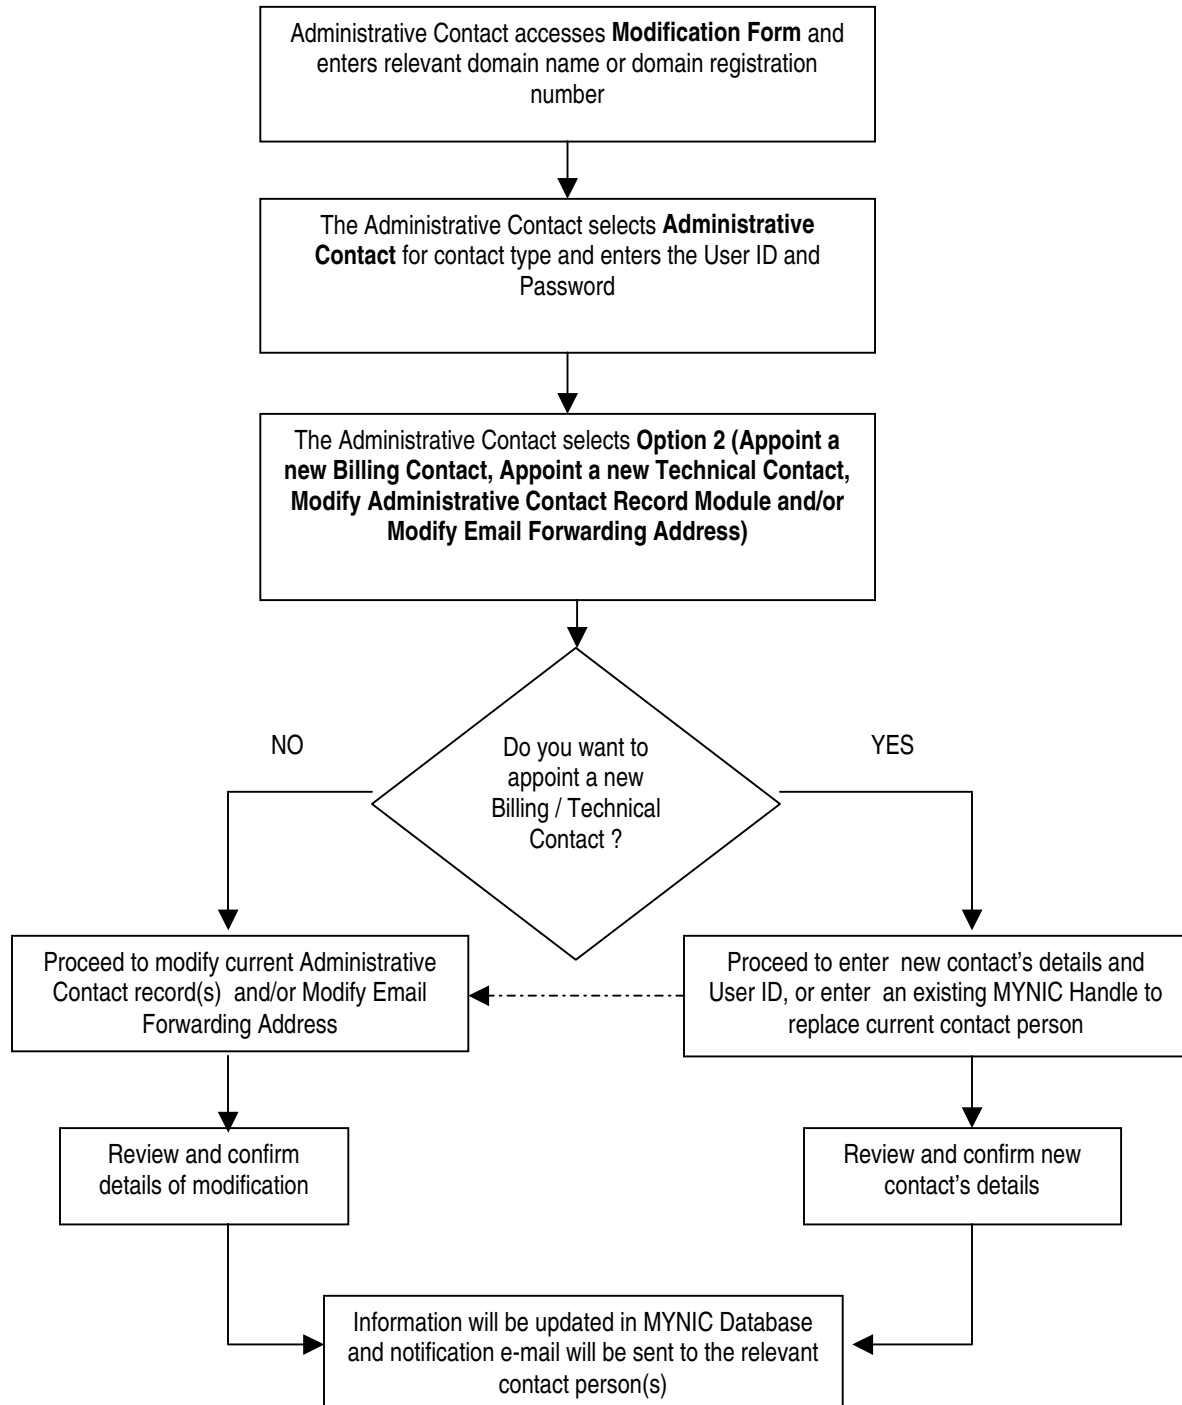 Administrative Contact accesses Modification Form and
enters relevant domain name or domain registration
number
The Administrative Contact selects Administrative
Contact for contact type and enters the User ID and
Password
The Administrative Contact selects Option 2 (Appoint a
new Billing Contact, Appoint a new Technical Contact,
Modify Administrative Contact Record Module and/or
Modify Email Forwarding Address)
Do you want to
appoint a new
Billing / Technical
Contact ?
NO
YES
Proceed to modify current Administrative
Contact record(s) and/or Modify Email
Forwarding Address
Proceed to enter new contact's details and
User ID, or enter an existing MYNIC Handle to
replace current contact person
Review and confirm
details of modification
Review and confirm new
contact's details
Information will be updated in MYNIC Database
and notification e-mail will be sent to the relevant
contact person(s)